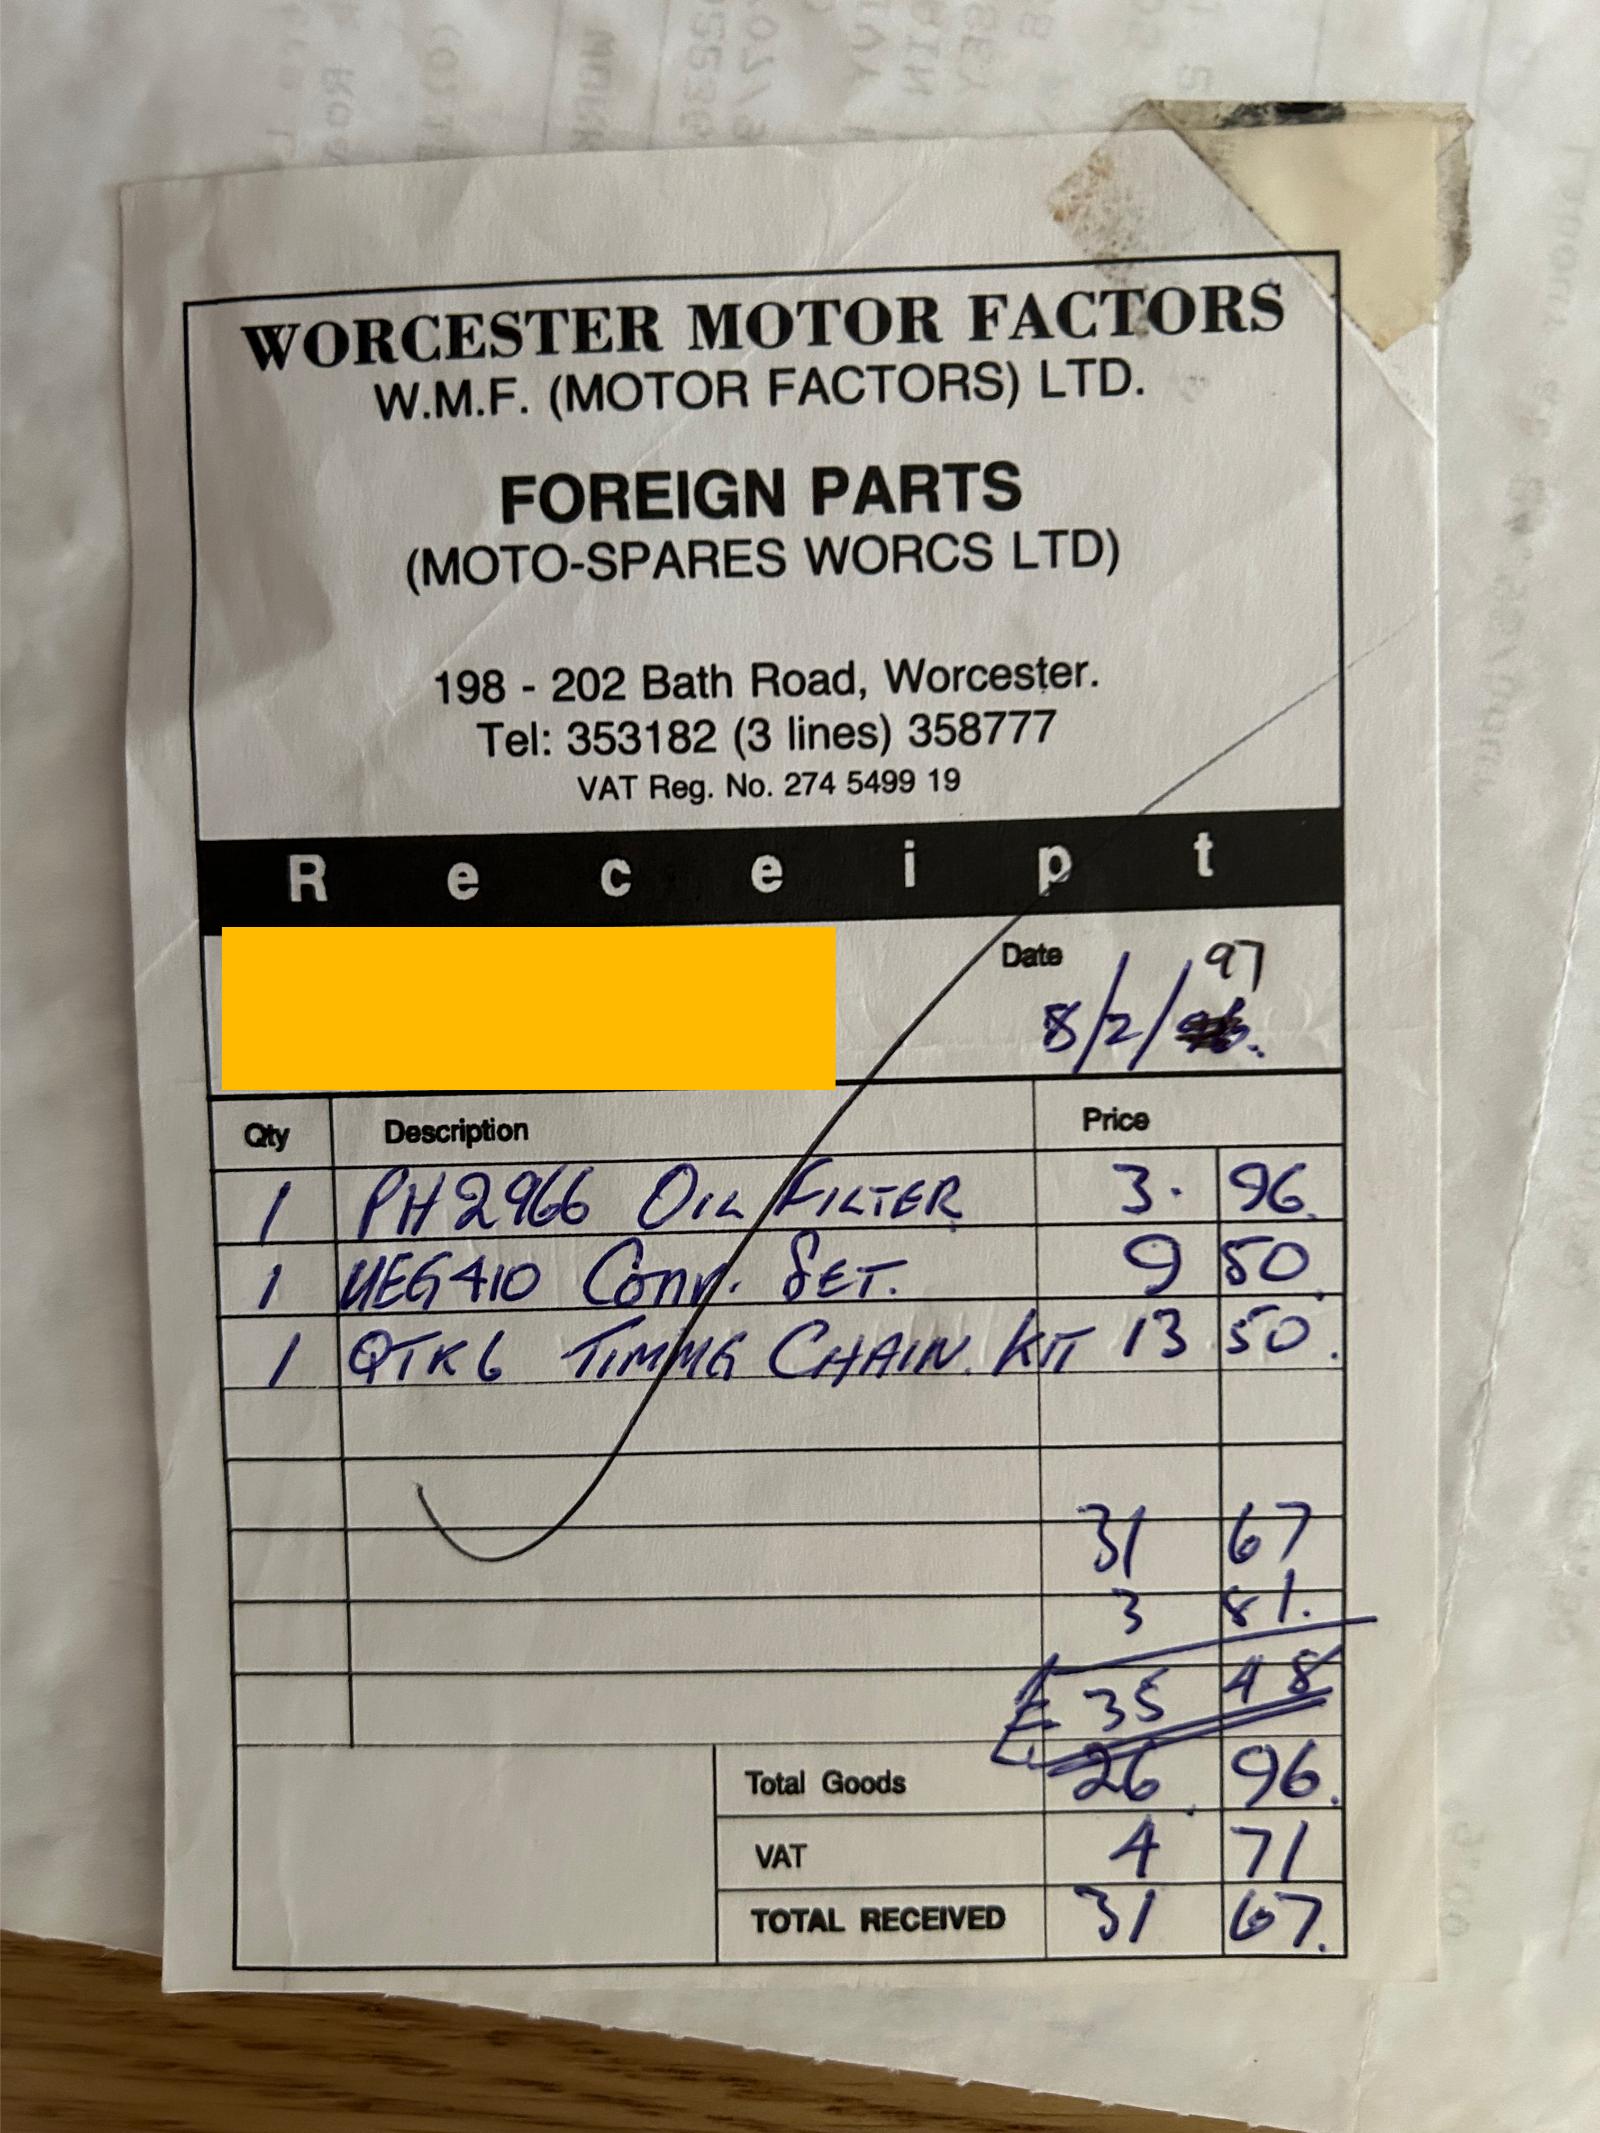 WORCESTER MOTOR FACTORS
W.M.F. (MOTOR FACTORS) LTD.
FOREIGN PARTS
(MOTO-SPARES WORCS LTD)
198 - 202 Bath Road, Worcester.
Tel: 353182 (3 lines) 358777
VAT Reg. No. 274 5499 19
Receipt
Date
97
8/2/
Qty Description Price
1 PH2966 OIL FILTER 3. 96.
1 UEG410 Conn. SET. 9 50.
1 QTK6 TIMING CHAIN KIT 13 50.
31 67
3 81.
£ 35 48
Total Goods 26. 96.
VAT 4 71
TOTAL RECEIVED 31 67.